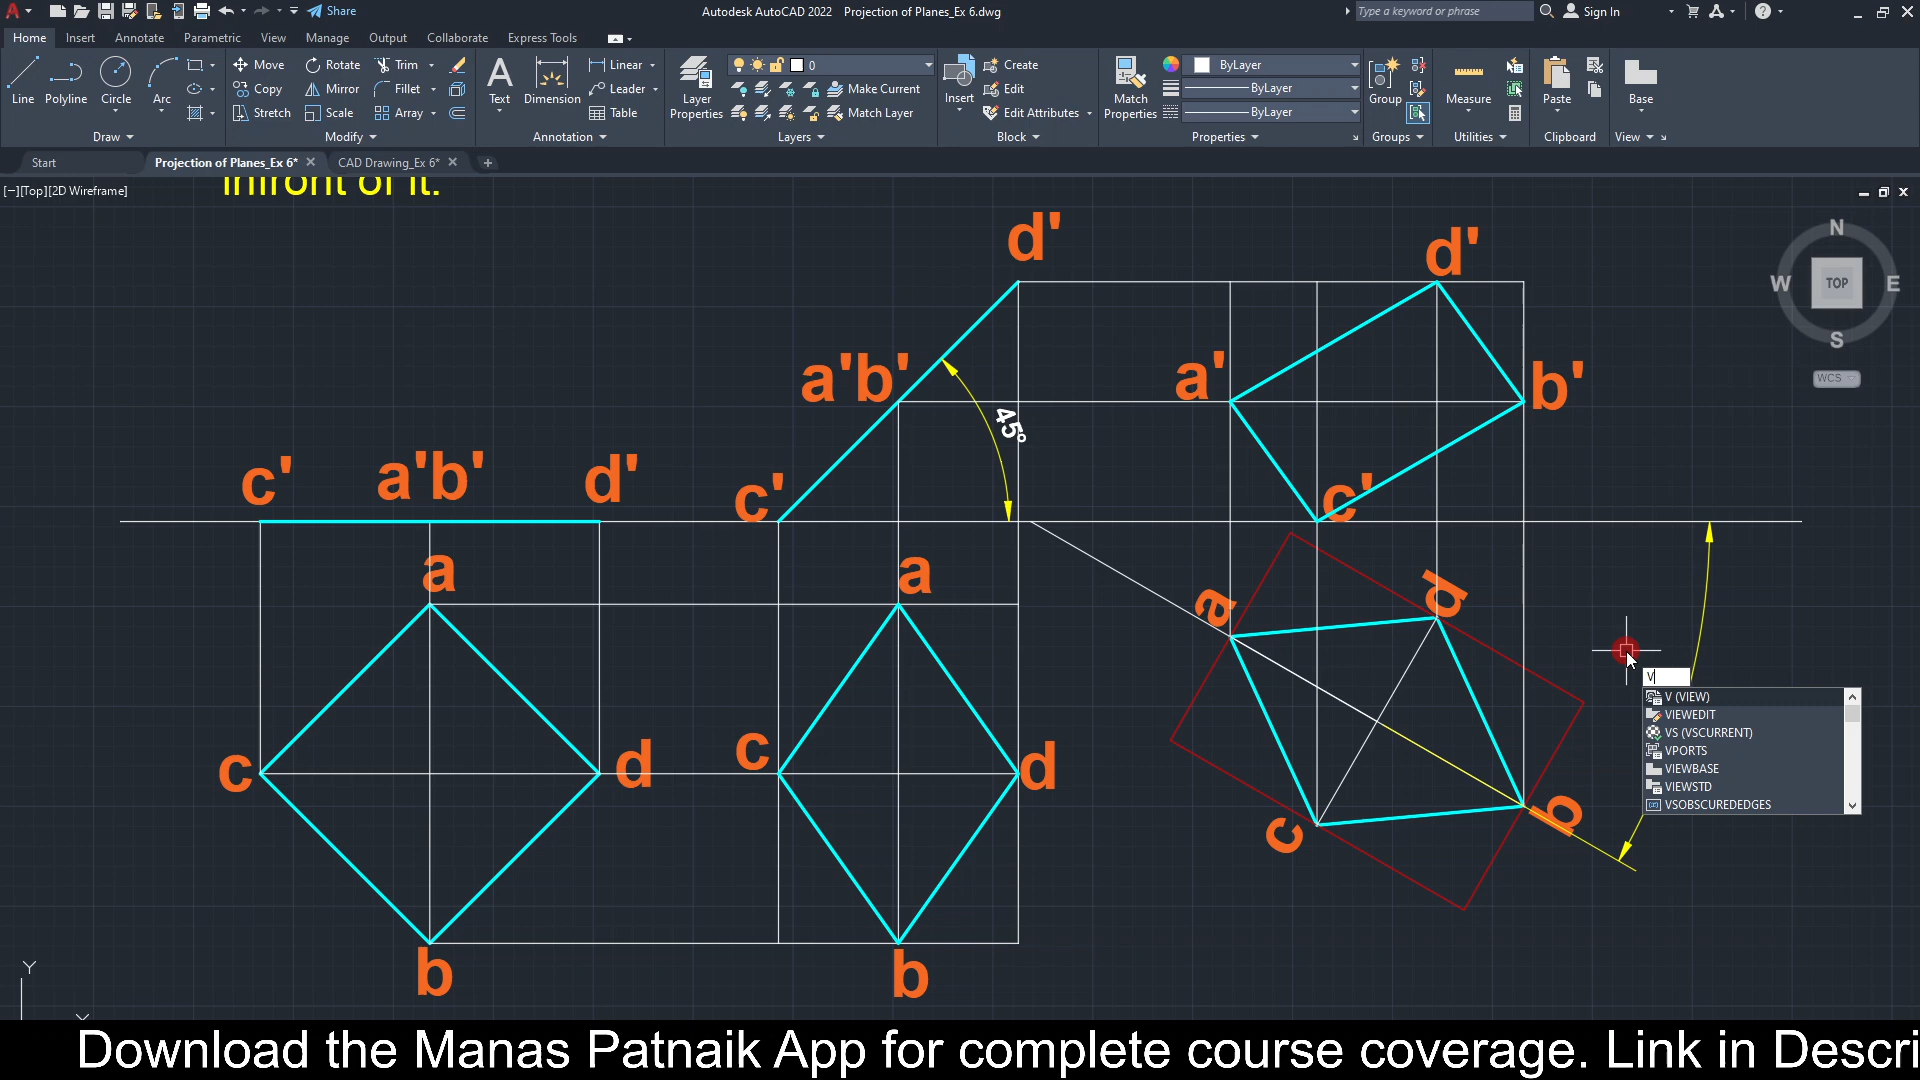 Share
Autodesk AutoCAD 2022 Projection of Planes_Ex 6.dwg
Type a keyword or phrase
Sign In
Home Insert Annotate Parametric View Manage Output Collaborate Express Tools
Line Polyline Circle Arc
Draw
Move Rotate Trim
Copy Mirror Fillet
Stretch Scale Array
Modify
Text Dimension
Linear
Leader
Table
Annotation
Layer Properties
0
Make Current
Match Layer
Layers
Insert
Create
Edit
Edit Attributes
Block
Match Properties
ByLayer
ByLayer
ByLayer
Properties
Group
Groups
Measure
Utilities
Paste
Clipboard
Base
View
Start Projection of Planes_Ex 6* CAD Drawing_Ex 6*
[−][Top][2D Wireframe]
infront of it.
N
W TOP E
S
WCS
d' d'
a'b' a' b'
45°
c' a'b' d' c' c'
a a a d
c d c d
b b c b
V
V (VIEW)
VIEWEDIT
VS (VSCURRENT)
VPORTS
VIEWBASE
VIEWSTD
VSOBSCUREDEDGES
Y
Download the Manas Patnaik App for complete course coverage. Link in Descri